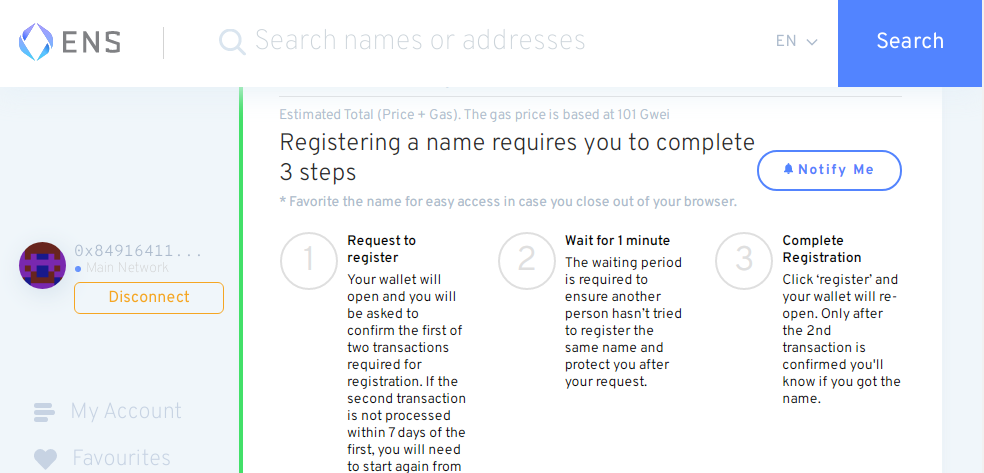 ENS
Search names or addresses
EN
Search
Estimated Total (Price + Gas). The gas price is based at 101 Gwei
Registering a name requires you to complete
3 steps
Notify Me
* Favorite the name for easy access in case you close out of your browser.
0x84916411...
Main Network
Disconnect
My Account
Favourites
1
Request to
register
Your wallet will
open and you will
be asked to
confirm the first of
two transactions
required for
registration. If the
second transaction
is not processed
within 7 days of the
first, you will need
to start again from
2
Wait for 1 minute
The waiting period
is required to
ensure another
person hasn’t tried
to register the
same name and
protect you after
your request.
3
Complete
Registration
Click ‘register’ and
your wallet will re-
open. Only after
the 2nd
transaction is
confirmed you'll
know if you got the
name.